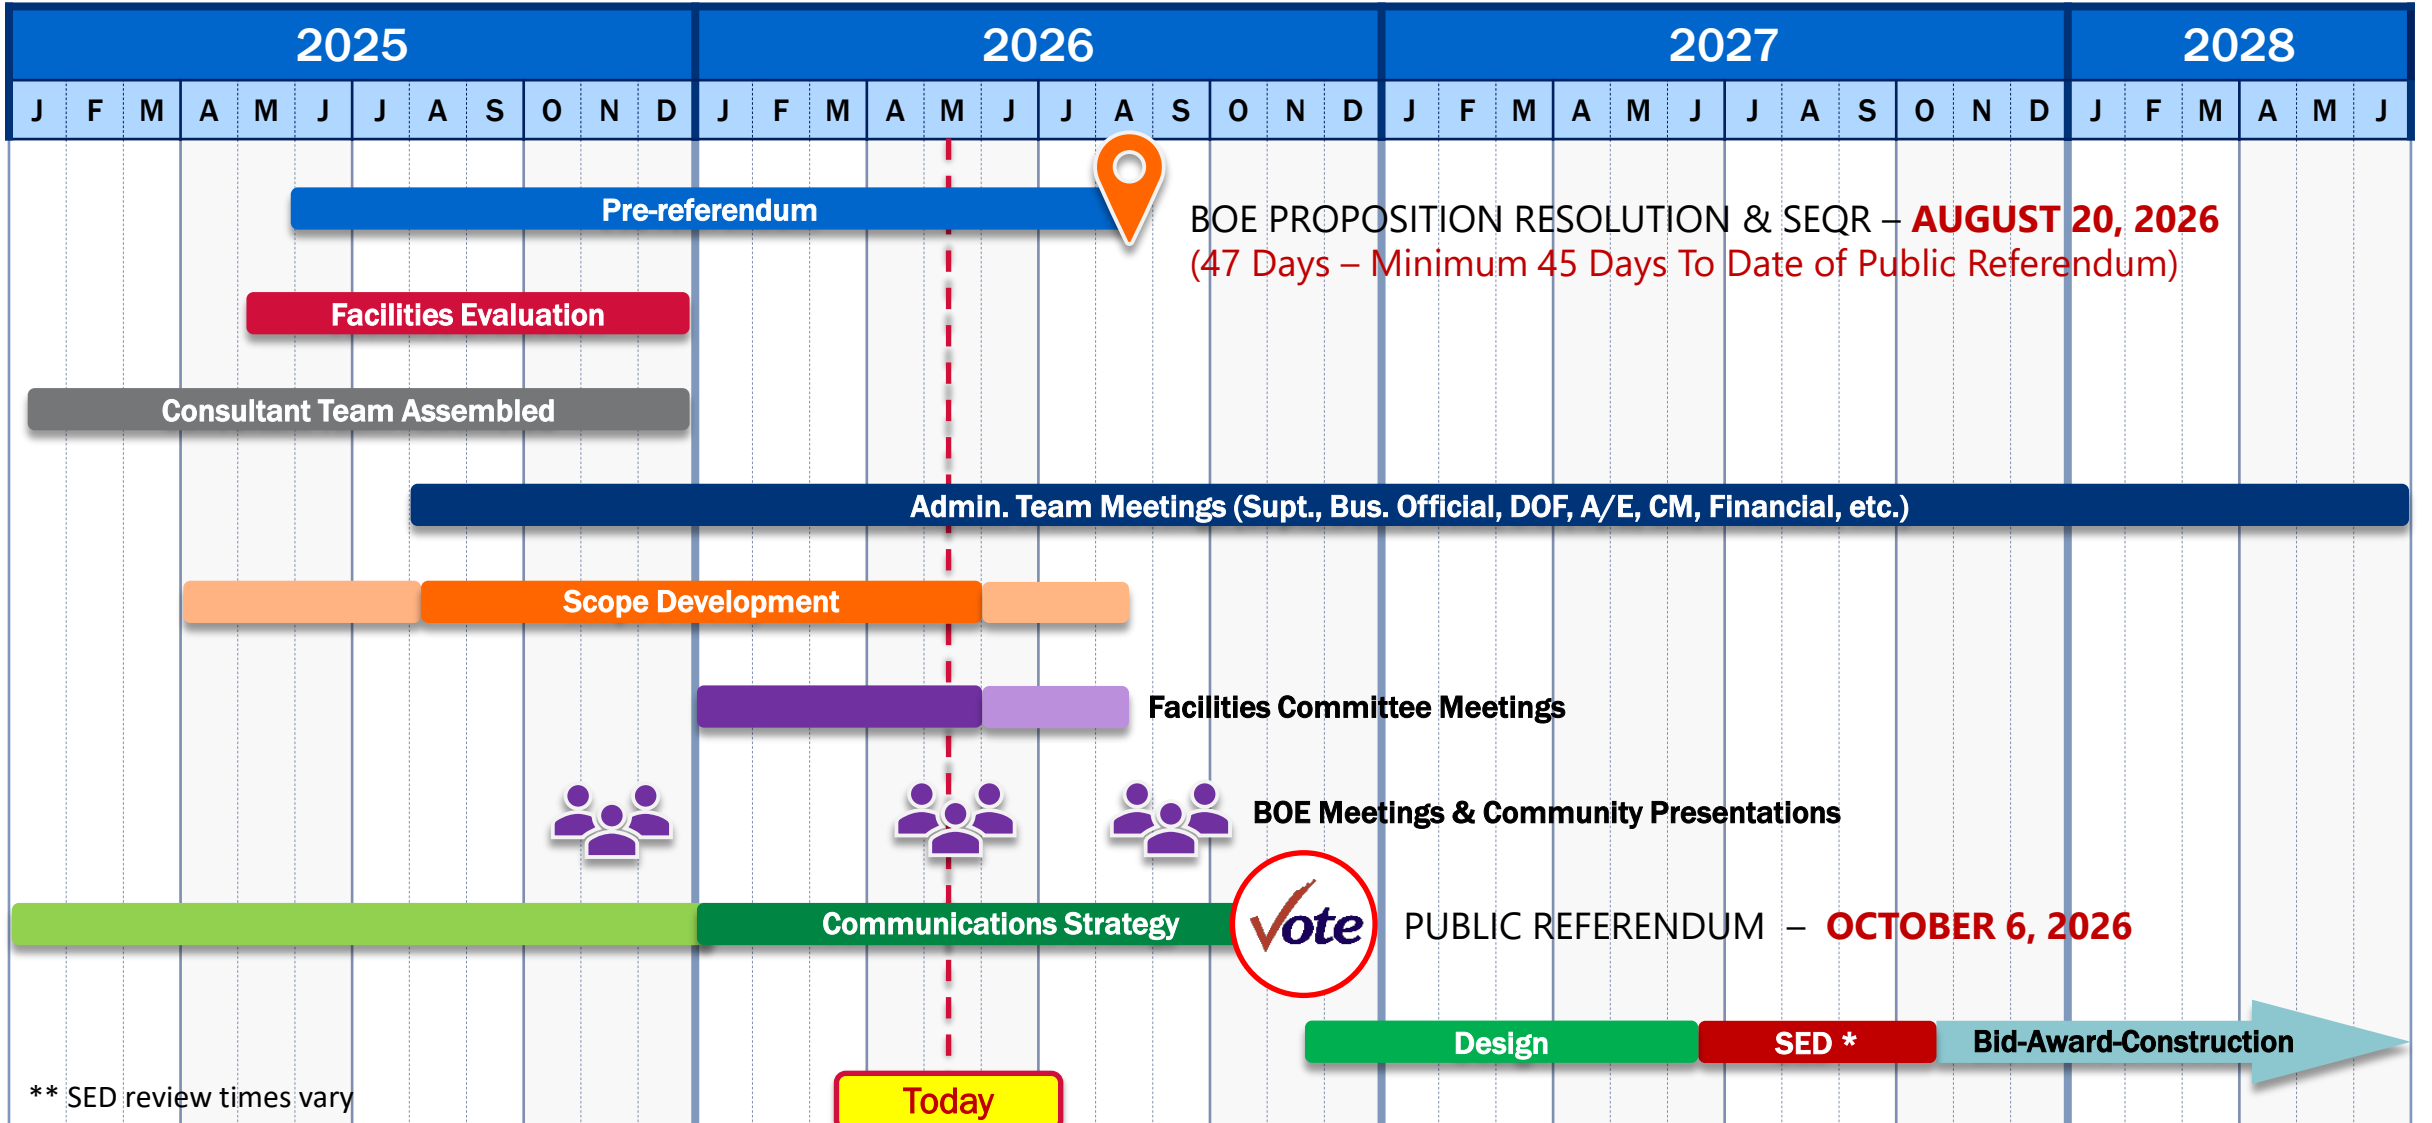 2025 2026 2027 2028
J F M A M J J A S O N D J F M A M J J A S O N D J F M A M J J A S O N D J F M A M J
Pre-referendum
BOE PROPOSITION RESOLUTION & SEQR – AUGUST 20, 2026
(47 Days – Minimum 45 Days To Date of Public Referendum)
Facilities Evaluation
Consultant Team Assembled
Admin. Team Meetings (Supt., Bus. Official, DOF, A/E, CM, Financial, etc.)
Scope Development
Facilities Committee Meetings
BOE Meetings & Community Presentations
Communications Strategy
Vote
PUBLIC REFERENDUM – OCTOBER 6, 2026
Design
SED *
Bid-Award-Construction
** SED review times vary
Today